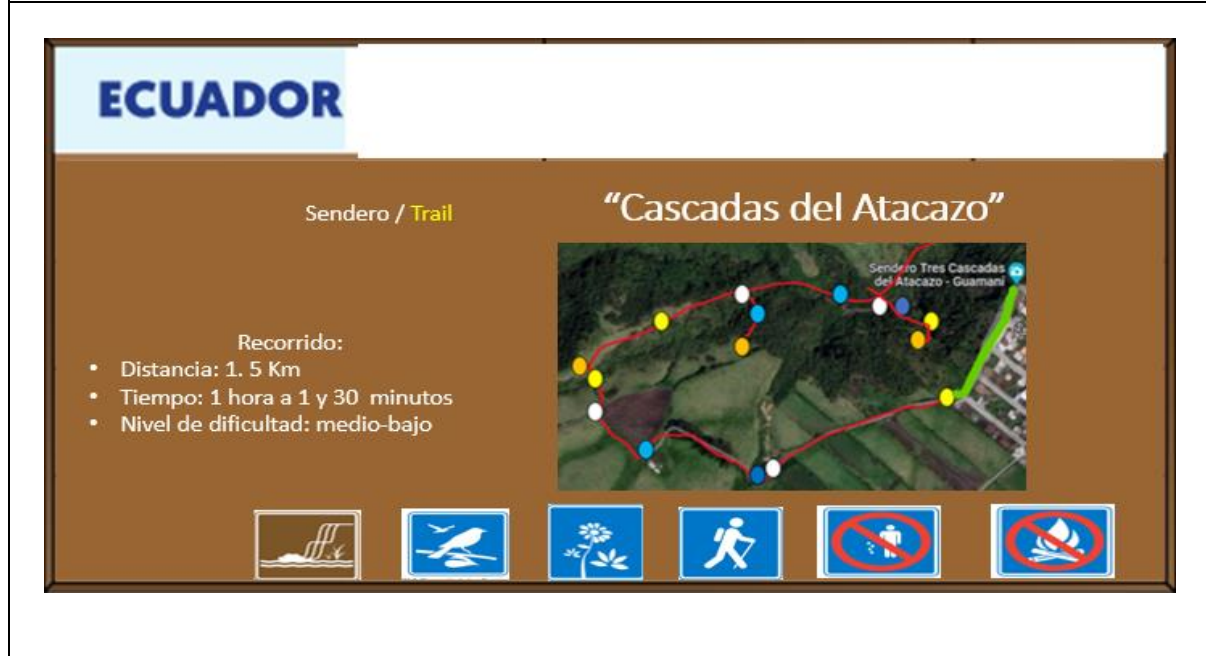 ECUADOR
Sendero / Trail
“Cascadas del Atacazo”
Sendero Tres Cascadas
del Atacazo - Guamaní
Recorrido:
• Distancia: 1. 5 Km
• Tiempo: 1 hora a 1 y 30 minutos
• Nivel de dificultad: medio-bajo